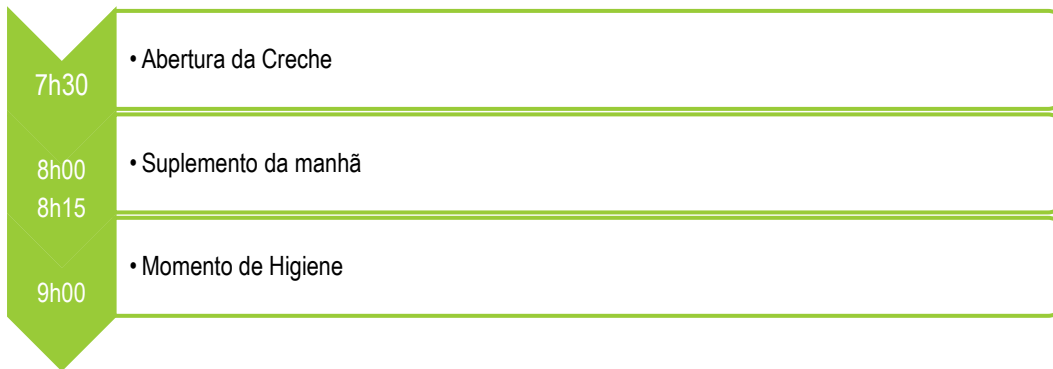 7h30
• Abertura da Creche
8h00
8h15
• Suplemento da manhã
9h00
• Momento de Higiene